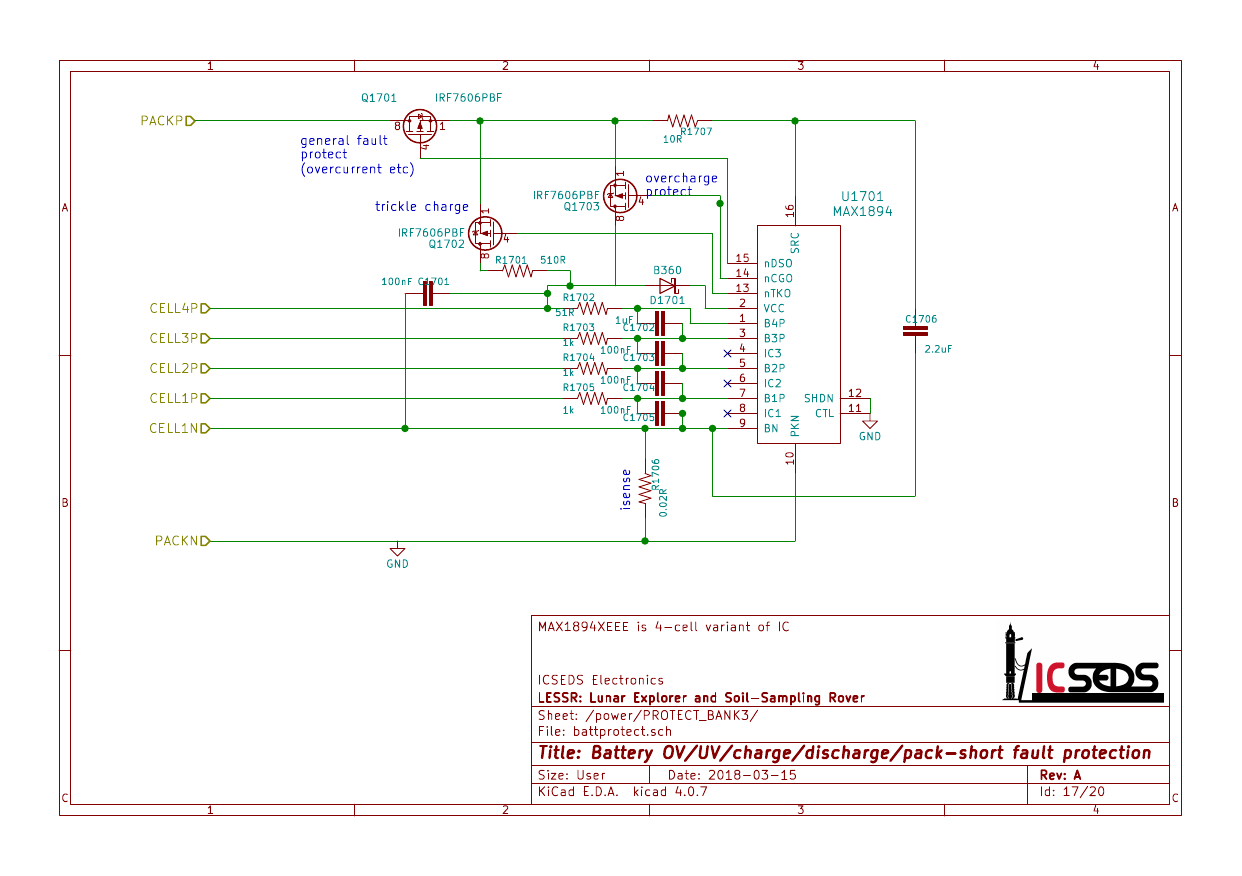 1 2 3 4
Q1701 IRF7606PBF
PACKP
8 1
4
general fault
protect
(overcurrent etc)
R1707
10R
1
overcharge
protect
IRF7606PBF
Q1703
4
8
trickle charge
1
IRF7606PBF
Q1702
4
8
U1701
MAX1894
16
SRC
A A
R1701 510R
B360
D1701
100nF C1701
15 nDSO
14 nCGO
13 nTKO
2 VCC
1 B4P
3 B3P
4 IC3
5 B2P
6 IC2
7 B1P
8 IC1
9 BN
SHDN 12
CTL 11
GND
PKN
10
CELL4P
R1702
51R
1uF
C1702
CELL3P
R1703
1k
100nF
C1703
CELL2P
R1704
1k
100nF
C1704
CELL1P
R1705
1k
100nF
C1705
CELL1N
C1706
2.2uF
isense
R1706
0.02R
B B
PACKN
GND
MAX1894XEEE is 4-cell variant of IC
ICSEDS
ICSEDS Electronics
LESSR: Lunar Explorer and Soil-Sampling Rover
Sheet: /power/PROTECT_BANK3/
File: battprotect.sch
Title: Battery OV/UV/charge/discharge/pack-short fault protection
Size: User Date: 2018-03-15 Rev: A
KiCad E.D.A. kicad 4.0.7 Id: 17/20
C C
1 2 3 4